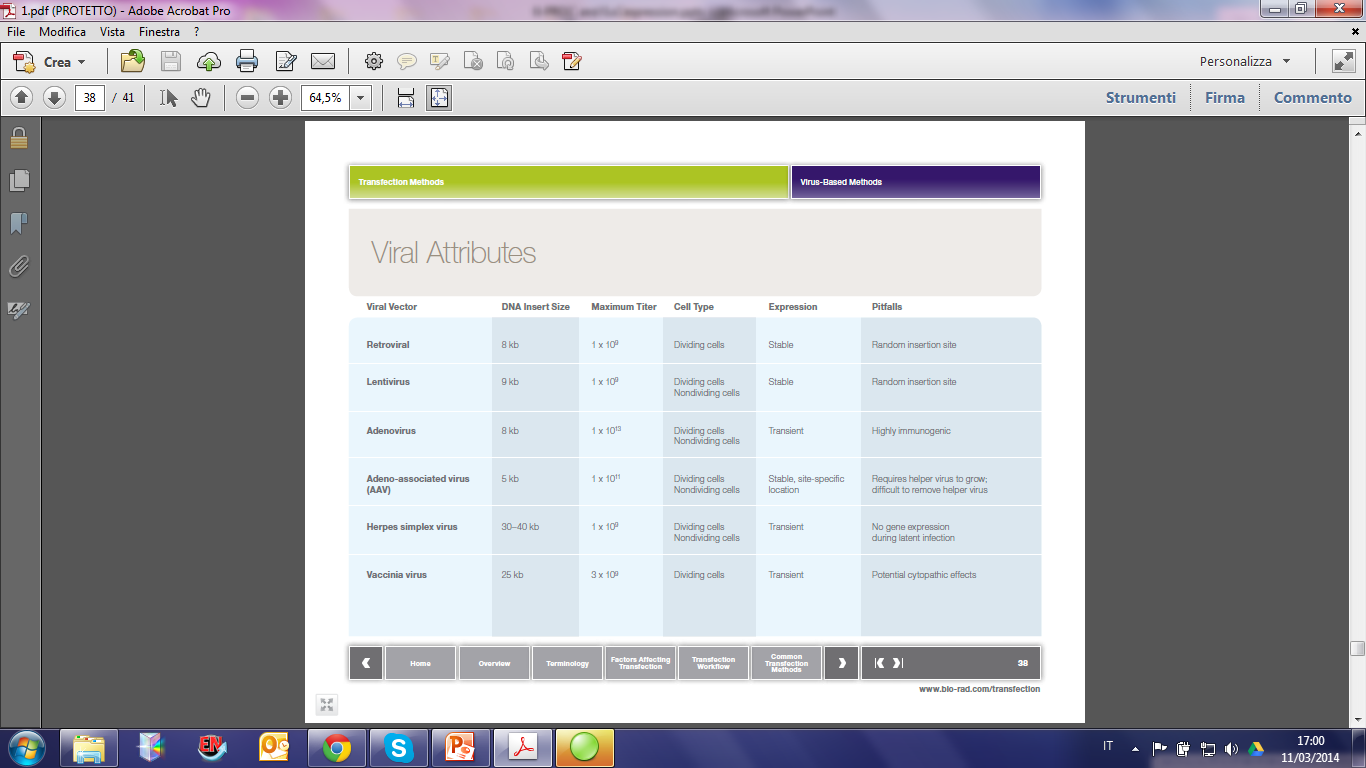 1.pdf (PROTETTO) - Adobe Acrobat Pro
File Modifica Vista Finestra ?
Crea
Personalizza
38 / 41
64,5%
Strumenti Firma Commento
Transfection Methods
Virus-Based Methods
Viral Attributes
Viral Vector DNA Insert Size Maximum Titer Cell Type Expression Pitfalls
Retroviral 8 kb 1 x 10⁹ Dividing cells Stable Random insertion site
Lentivirus 9 kb 1 x 10⁹ Dividing cells Stable Random insertion site
Nondividing cells
Adenovirus 8 kb 1 x 10¹³ Dividing cells Transient Highly immunogenic
Nondividing cells
Adeno-associated virus 5 kb 1 x 10¹¹ Dividing cells Stable, site-specific Requires helper virus to grow;
(AAV) Nondividing cells location difficult to remove helper virus
Herpes simplex virus 30–40 kb 1 x 10⁹ Dividing cells Transient No gene expression
Nondividing cells during latent infection
Vaccinia virus 25 kb 3 x 10⁹ Dividing cells Transient Potential cytopathic effects
Home
Overview
Terminology
Factors Affecting
Transfection
Transfection
Workflow
Common
Transfection
Methods
38
www.bio-rad.com/transfection
EN
IT
17:00
11/03/2014